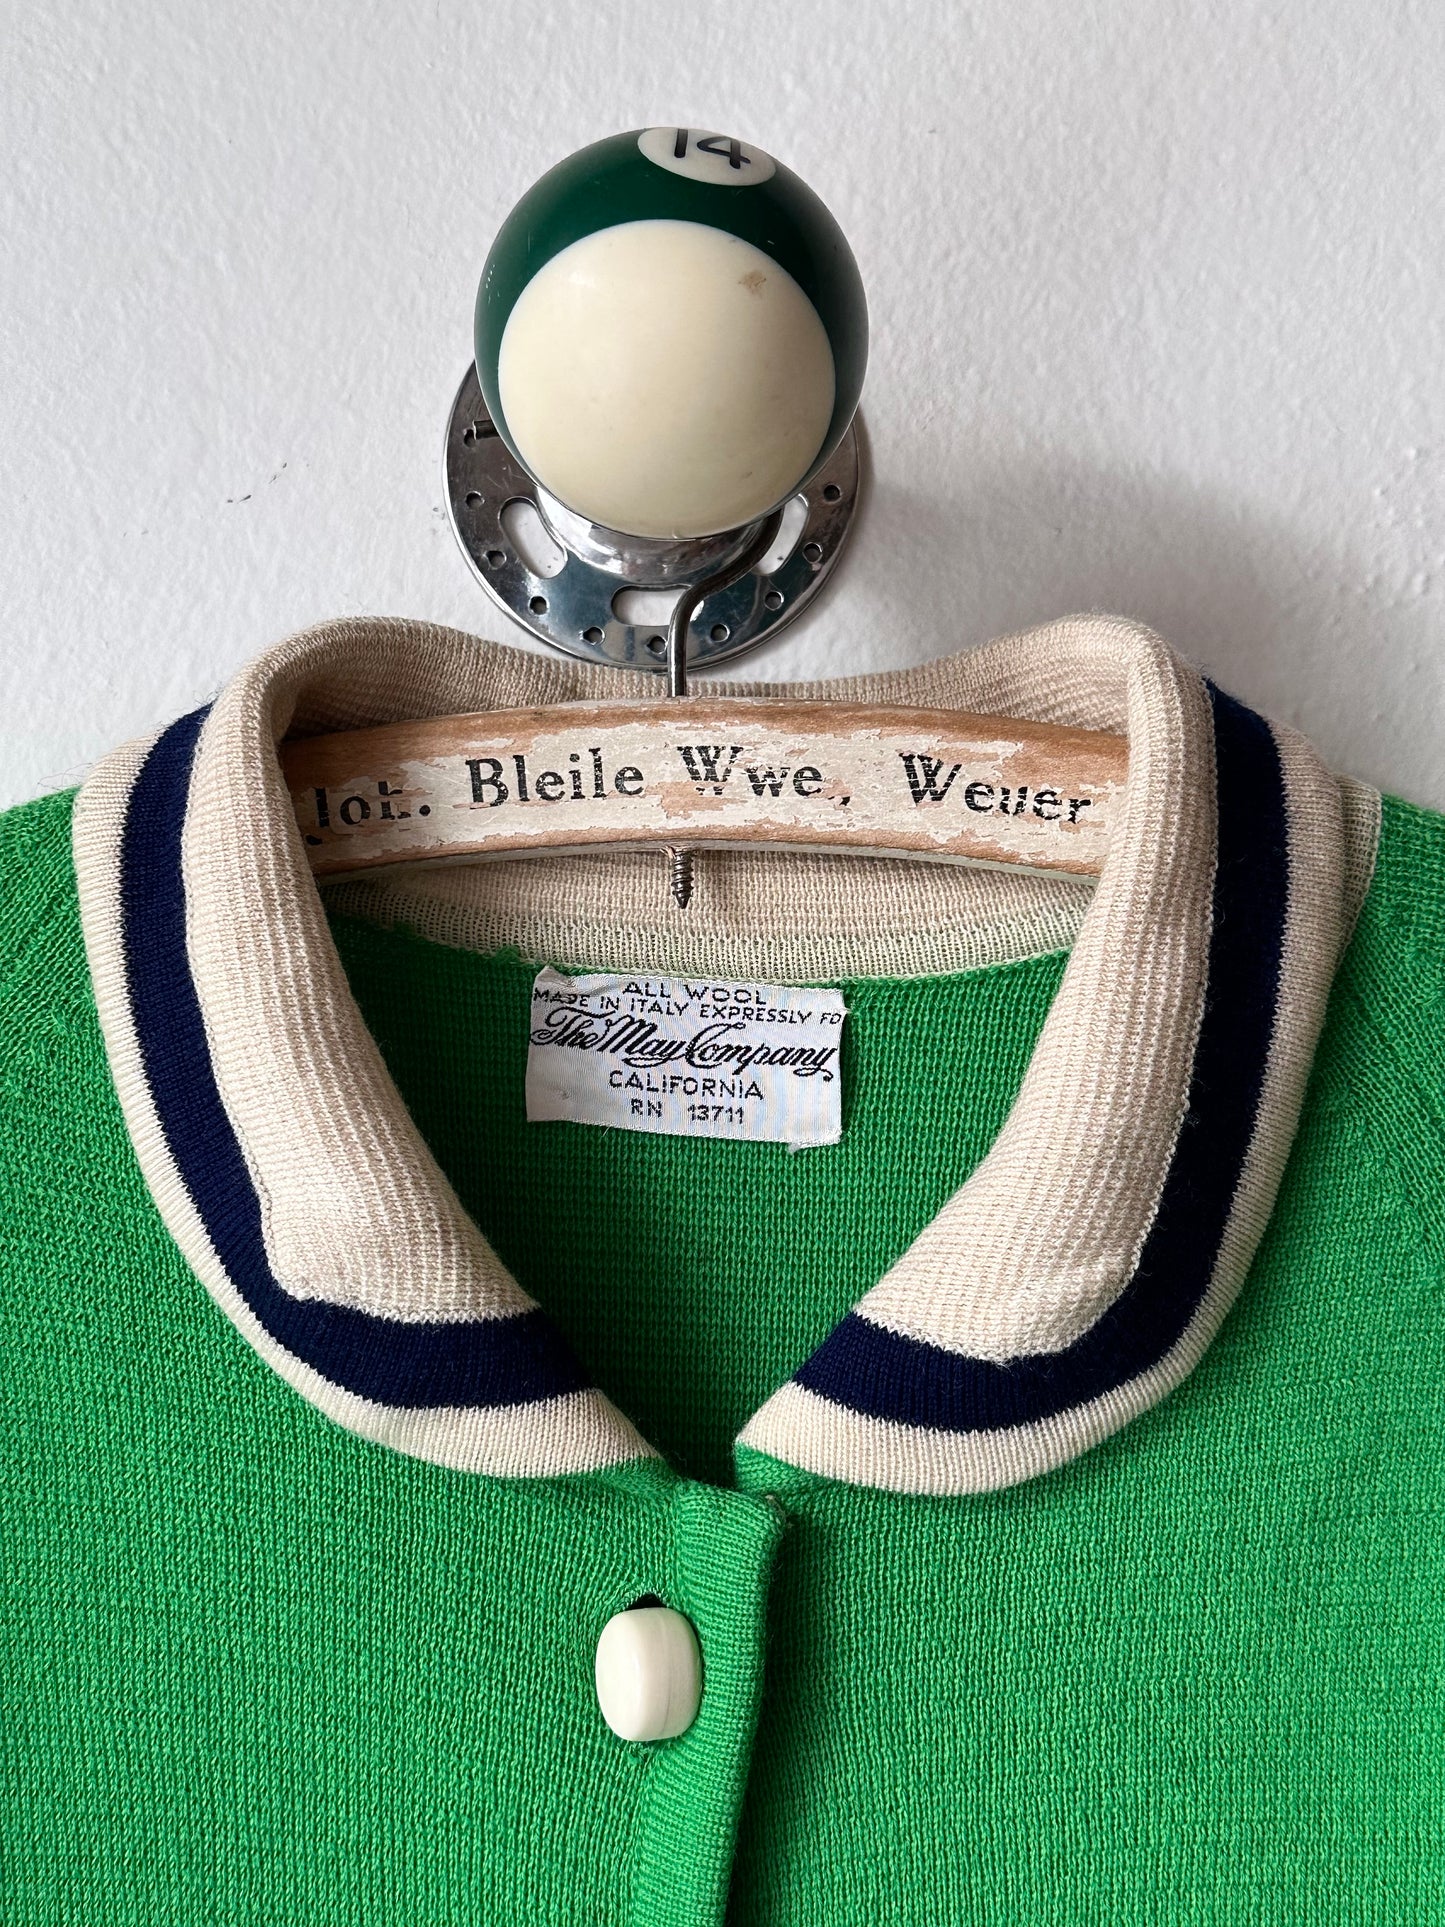 14
Joh. Bleile Wwe, Weuer
ALL WOOL
MADE IN ITALY EXPRESSLY FO
The May Company
CALIFORNIA
RN 13711